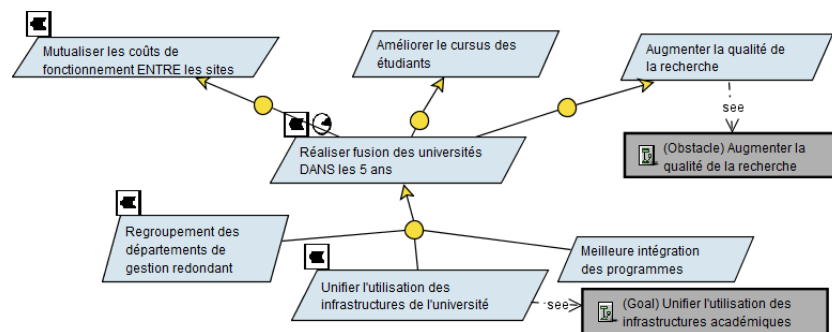 Mutualiser les coûts de
fonctionnement ENTRE les sites
Améliorer le cursus des
étudiants
Augmenter la qualité de
la recherche
see
(Obstacle) Augmenter la
qualité de la recherche
Réaliser fusion des universités
DANS les 5 ans
Regroupement des
départements de
gestion redondant
Unifier l'utilisation des
infrastructures de l'université
Meilleure intégration
des programmes
see
(Goal) Unifier l'utilisation des
infrastructures académiques